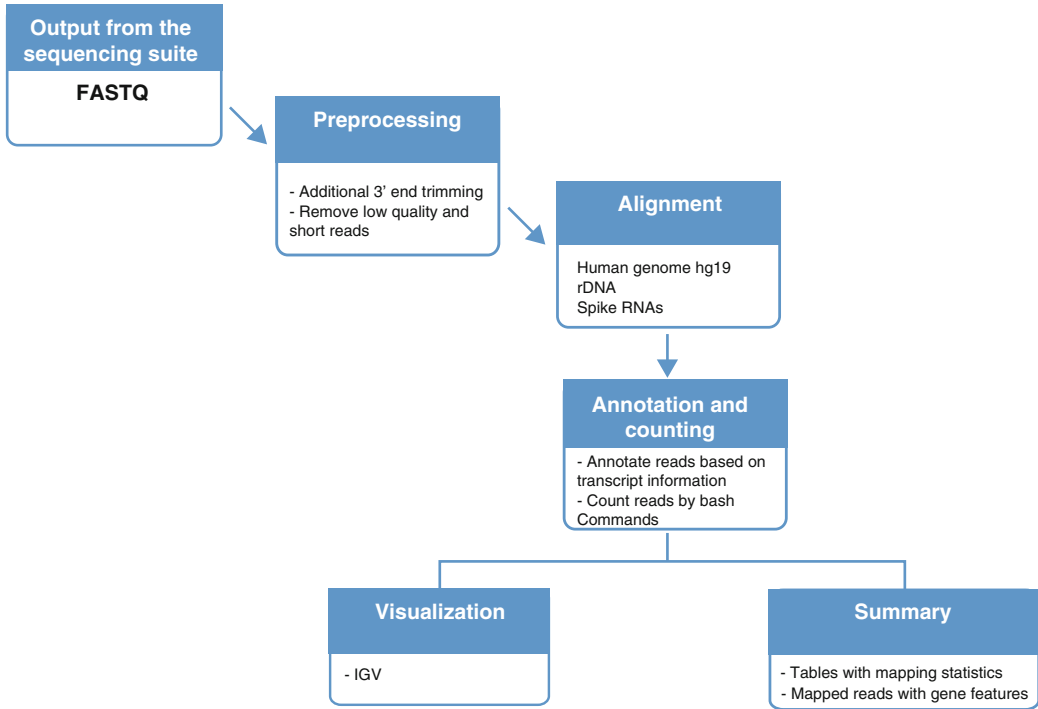 Output from the
sequencing suite
FASTQ
Preprocessing
- Additional 3' end trimming
- Remove low quality and
short reads
Alignment
Human genome hg19
rDNA
Spike RNAs
Annotation and
counting
- Annotate reads based on
transcript information
- Count reads by bash
Commands
Visualization
- IGV
Summary
- Tables with mapping statistics
- Mapped reads with gene features